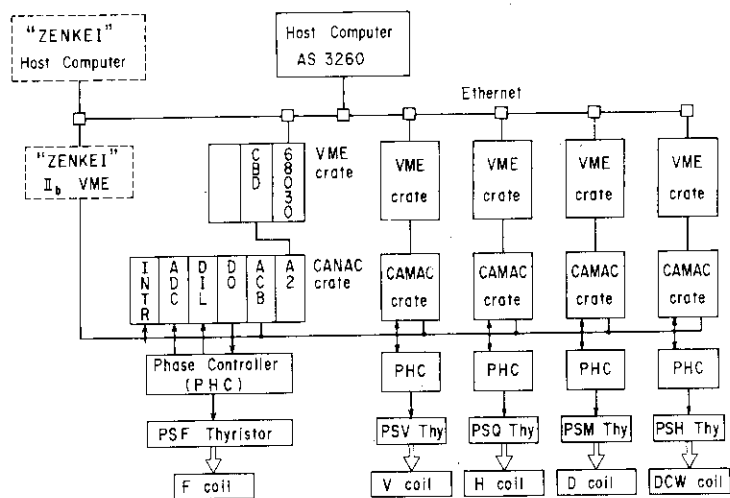 "ZENKEI"
Host Computer
Host Computer
AS 3260
Ethernet
"ZENKEI"
IIb VME
CBD
68030
VME
crate
VME
crate
VME
crate
VME
crate
VME
crate
INTR
ADC
DIL
DO
ACB
A2
CANAC
crate
CAMAC
crate
CAMAC
crate
CAMAC
crate
CAMAC
crate
Phase Controller
(PHC)
PHC
PHC
PHC
PHC
PSF Thyristor
PSV Thy
PSQ Thy
PSM Thy
PSH Thy
F coil
V coil
H coil
D coil
DCW coil